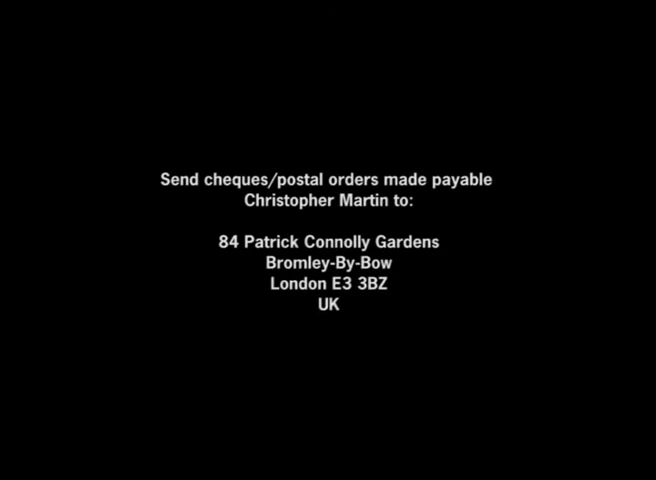 Send cheques/postal orders made payable
Christopher Martin to:
84 Patrick Connolly Gardens
Bromley-By-Bow
London E3 3BZ
UK